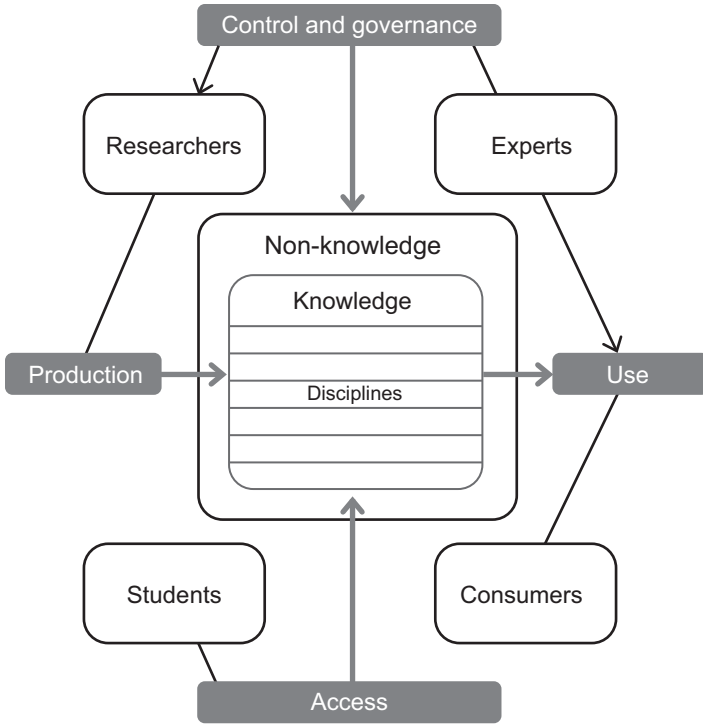 Control and governance
Researchers
Experts
Non-knowledge
Knowledge
Production
Disciplines
Use
Students
Consumers
Access